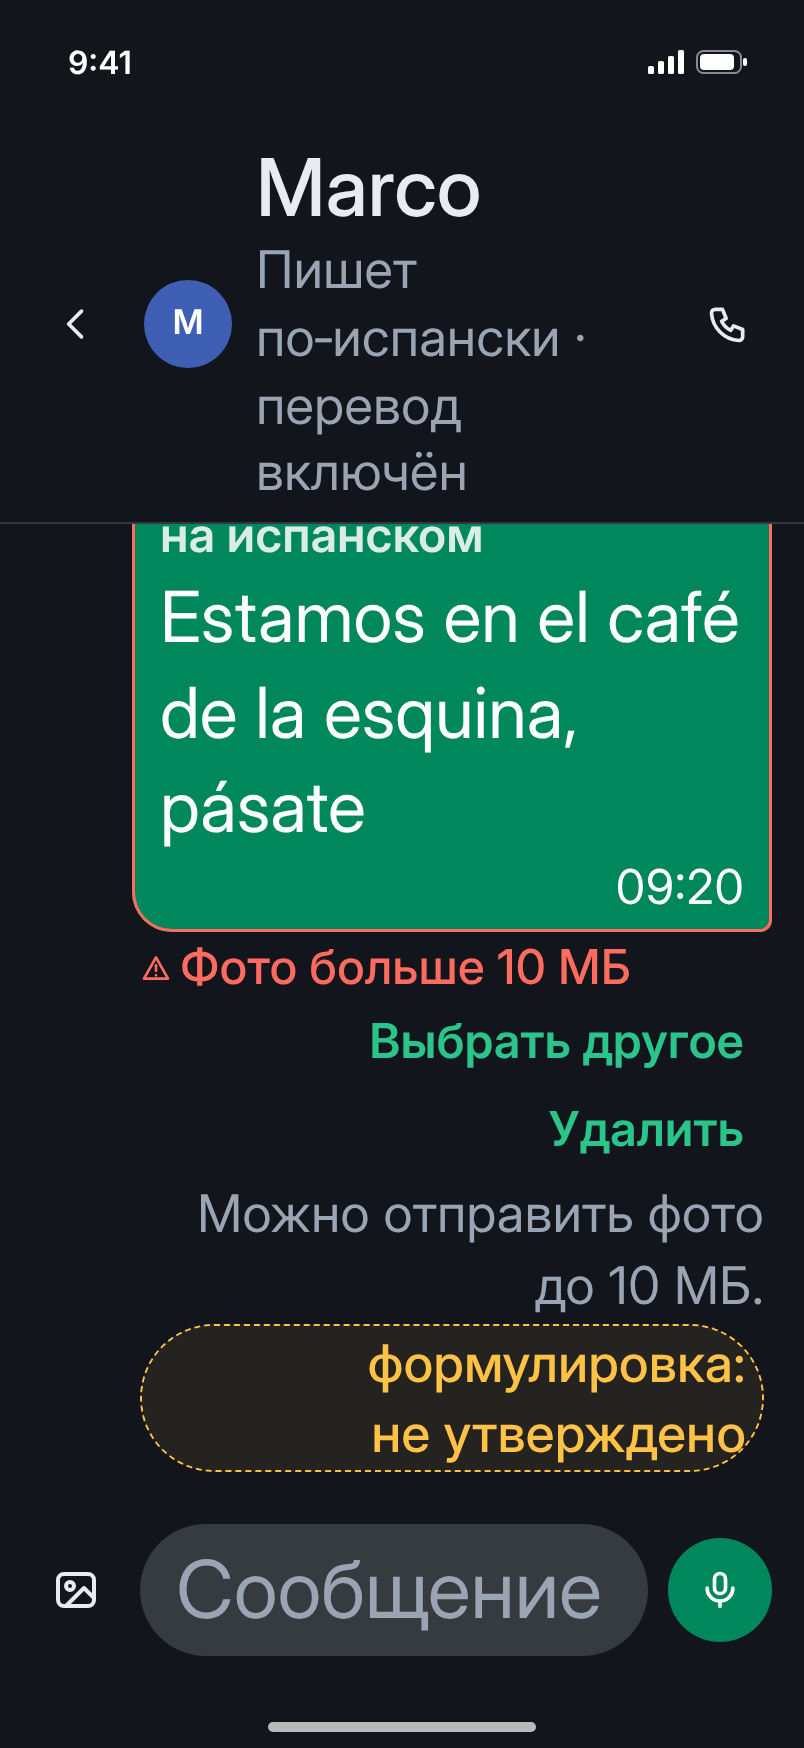 9:41
Marco
Пишет
по-испански ·
перевод
включён
M
на испанском
Estamos en el café
de la esquina,
pásate
09:20
Фото больше 10 МБ
Выбрать другое
Удалить
Можно отправить фото
до 10 МБ.
формулировка:
не утверждено
Сообщение